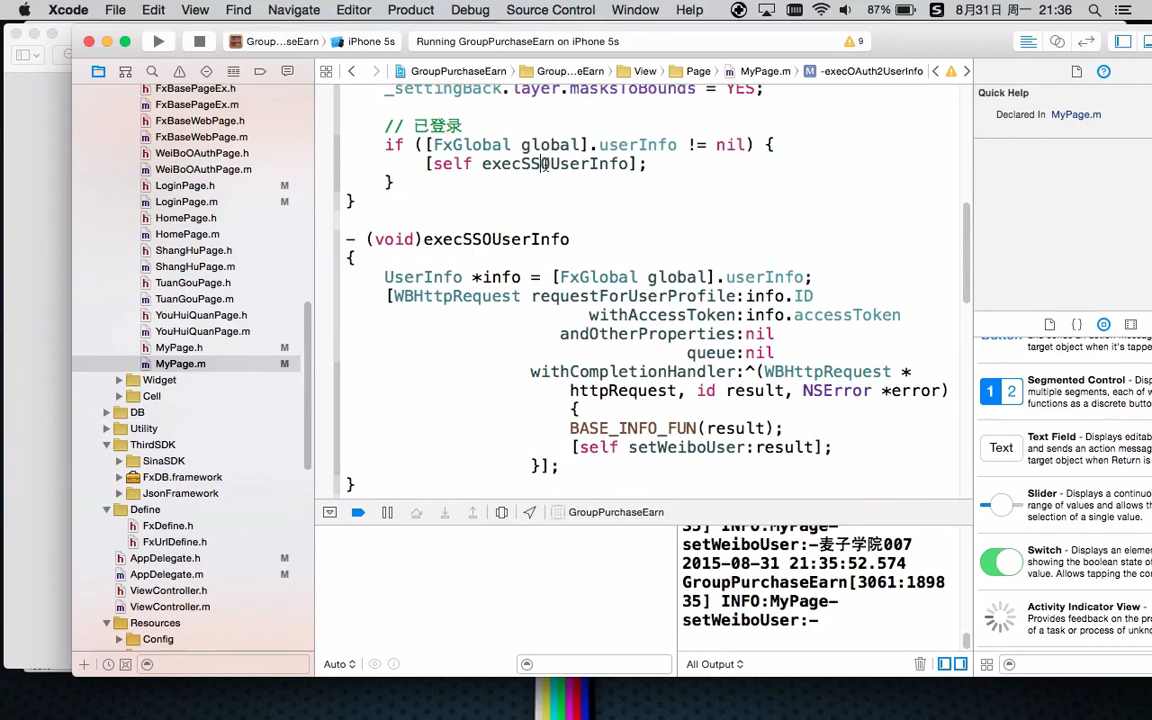 Xcode File Edit View Find Navigate Editor Product Debug Source Control Window Help 87% 8月31日 周一 21:36
Group...seEarn iPhone 5s Running GroupPurchaseEarn on iPhone 5s 9
GroupPurchaseEarn Group...eEarn View Page MyPage.m -execOAuth2UserInfo
FxBasePageEx.h
FxBasePageEx.m
FxBaseWebPage.h
FxBaseWebPage.m
WeiBoOAuthPage.h
WeiBoOAuthPage.m
LoginPage.h M
LoginPage.m M
HomePage.h
HomePage.m
ShangHuPage.h
ShangHuPage.m
TuanGouPage.h
TuanGouPage.m
YouHuiQuanPage.h
YouHuiQuanPage.m
MyPage.h M
MyPage.m M
Widget
Cell
DB
Utility
ThirdSDK
SinaSDK
FxDB.framework
JsonFramework
Define
FxDefine.h
FxUrlDefine.h
AppDelegate.h M
AppDelegate.m M
ViewController.h
ViewController.m
Resources
Config
_settingBack.layer.masksToBounds = YES;
// 已登录
if ([FxGlobal global].userInfo != nil) {
[self execSSOUserInfo];
}
}
- (void)execSSOUserInfo
{
UserInfo *info = [FxGlobal global].userInfo;
[WBHttpRequest requestForUserProfile:info.ID
withAccessToken:info.accessToken
andOtherProperties:nil
queue:nil
withCompletionHandler:^(WBHttpRequest *
httpRequest, id result, NSError *error)
{
BASE_INFO_FUN(result);
[self setWeiboUser:result];
}];
}
GroupPurchaseEarn
35] INFO:MyPage-
setWeiboUser:-麦子学院007
2015-08-31 21:35:52.574
GroupPurchaseEarn[3061:1898
35] INFO:MyPage-
setWeiboUser:-
Auto
All Output
Quick Help
Declared In MyPage.m
target object when it's tappe
Segmented Control - Disp
multiple segments, each of w
functions as a discrete butto
Text
Text Field - Displays editab
and sends an action messag
target object when Return is
Slider - Displays a continuo
range of values and allows th
selection of a single value.
Switch - Displays an eleme
showing the boolean state of
value. Allows tapping the co
Activity Indicator View -
Provides feedback on the pro
of a task or process of unkno